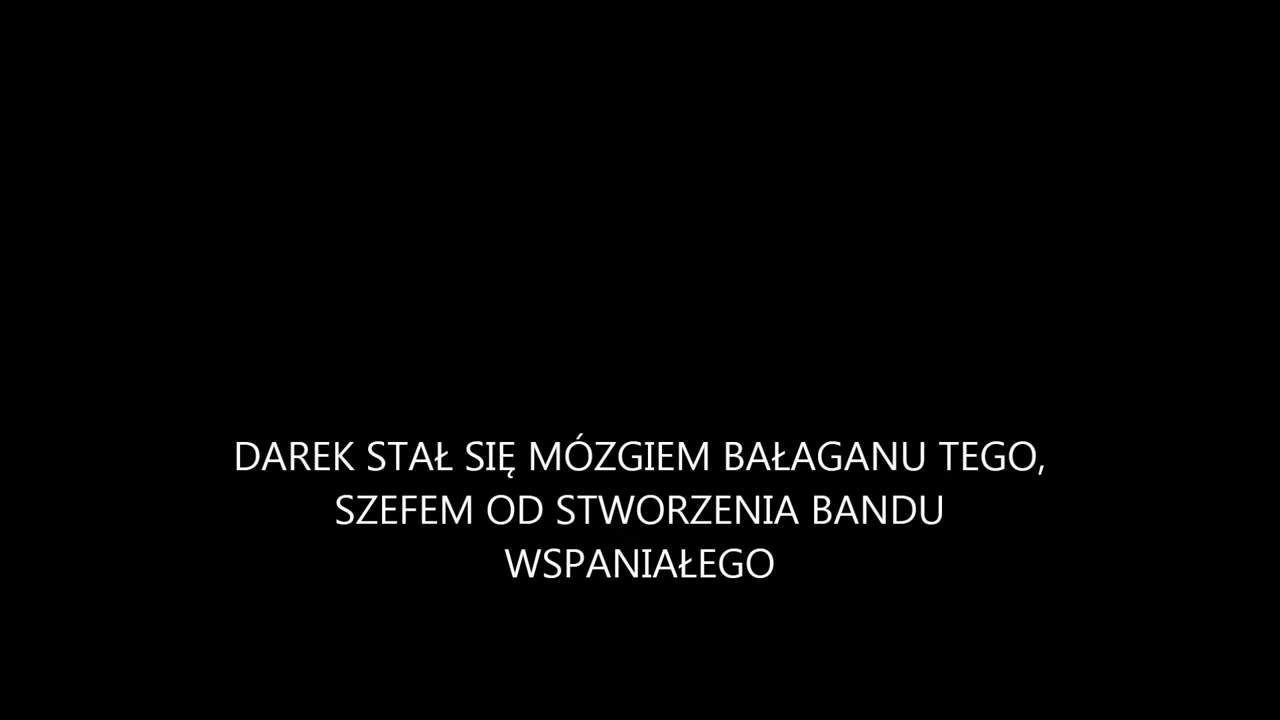 DAREK STAŁ SIĘ MÓZGIEM BAŁAGANU TEGO,
SZEFEM OD STWORZENIA BANDU
WSPANIAŁEGO